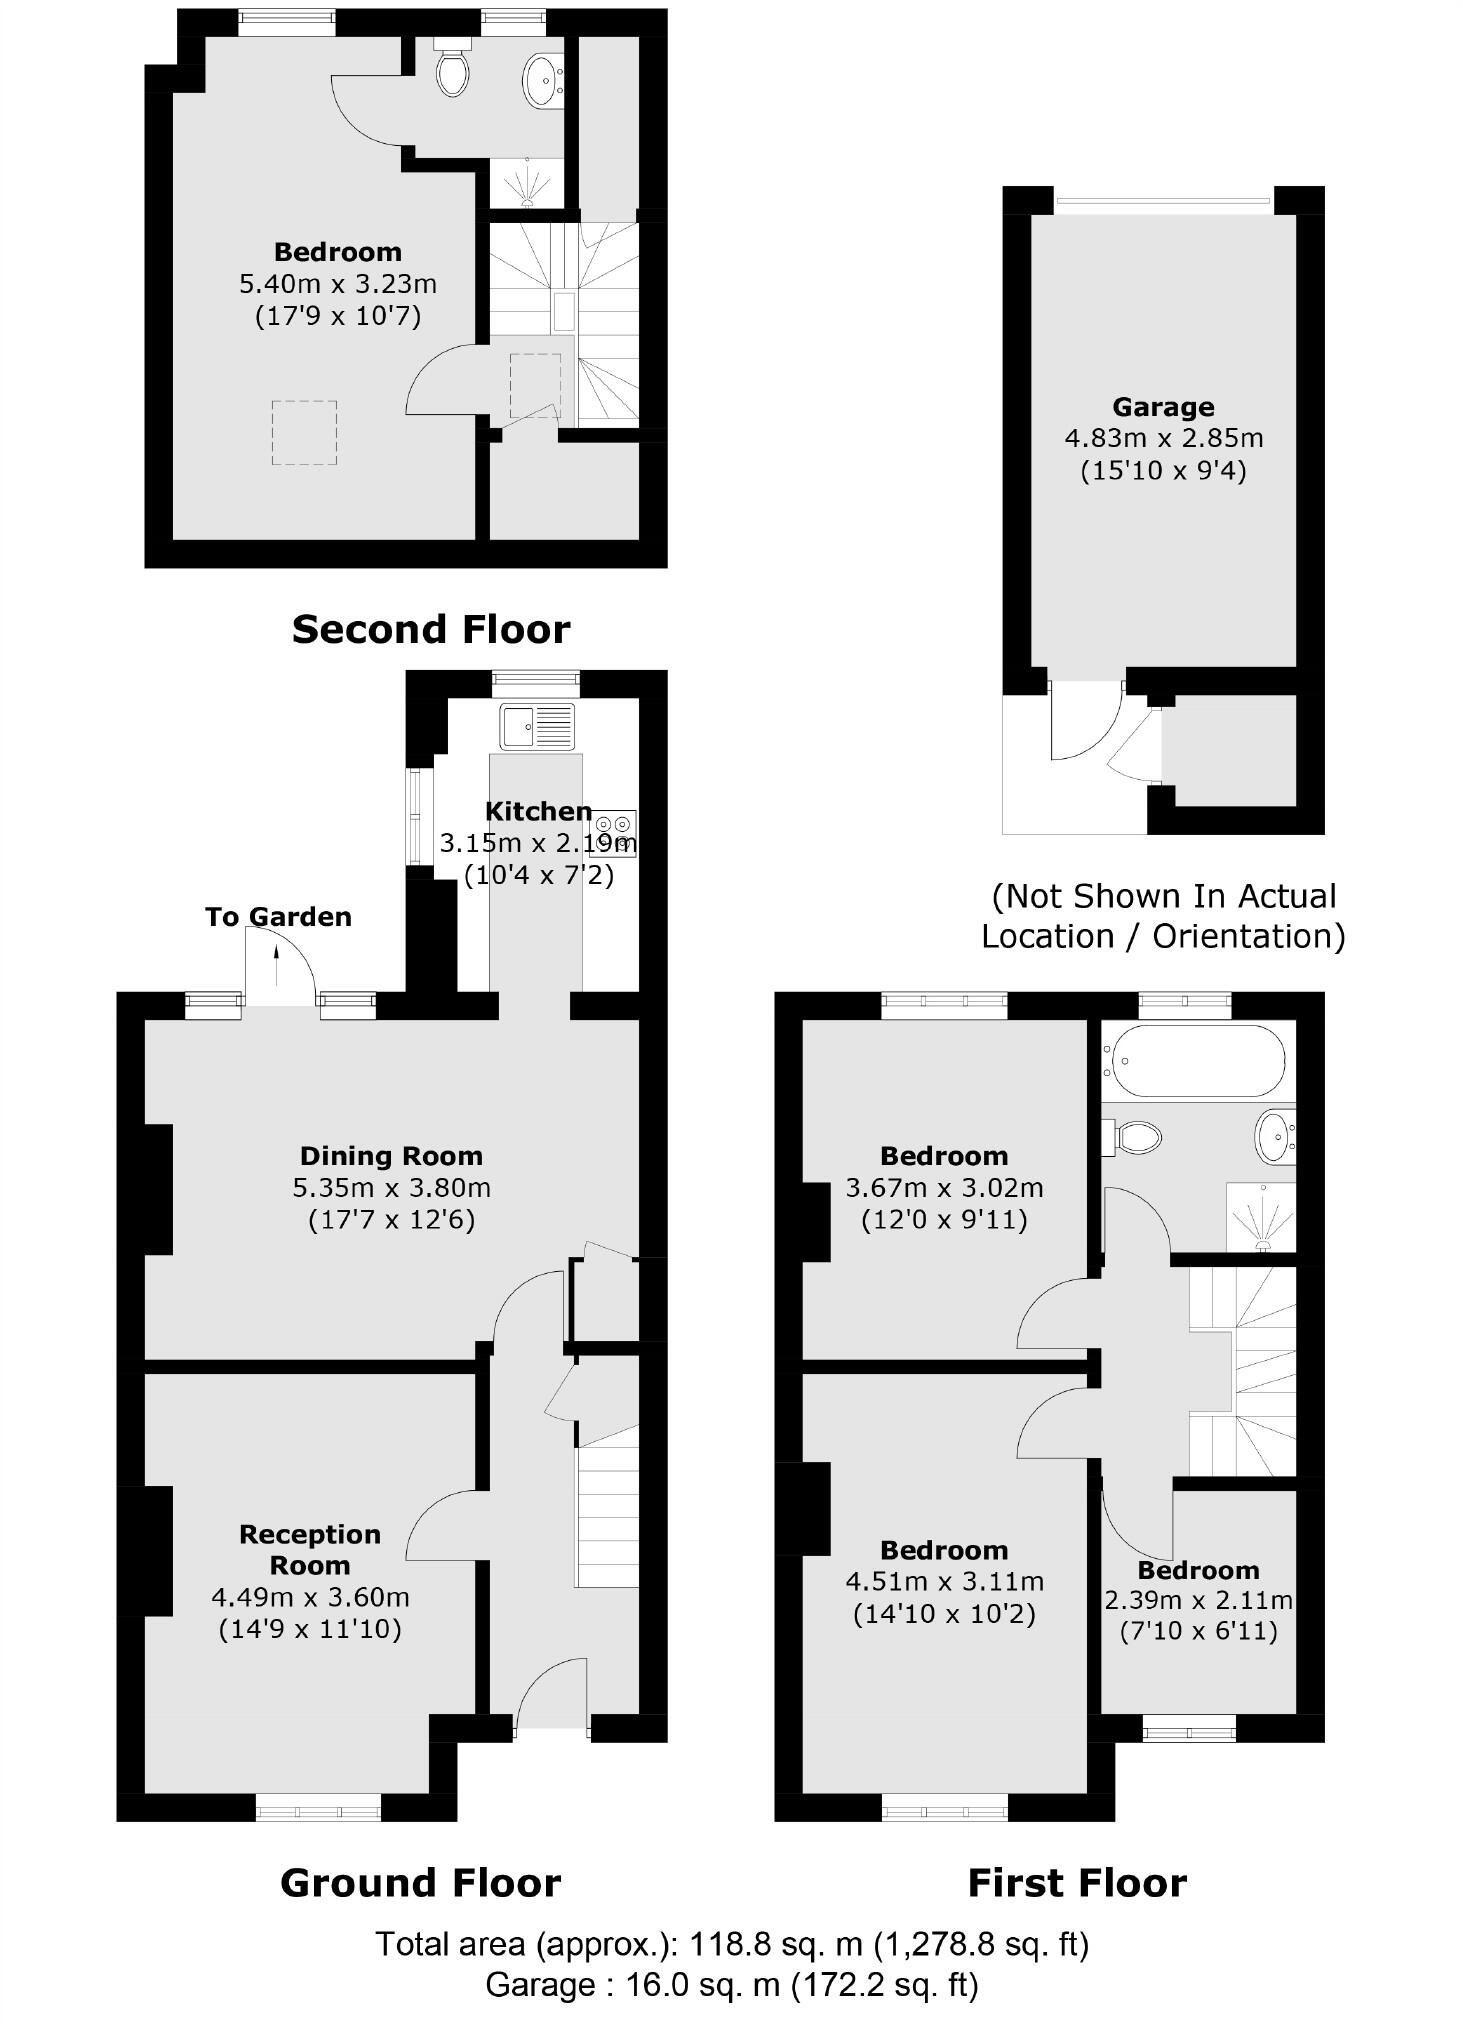 Bedroom
5.40m x 3.23m
(17'9 x 10'7)
Second Floor
Garage
4.83m x 2.85m
(15'10 x 9'4)
(Not Shown In Actual
Location / Orientation)
Kitchen
3.15m x 2.19m
(10'4 x 7'2)
To Garden
Dining Room
5.35m x 3.80m
(17'7 x 12'6)
Reception
Room
4.49m x 3.60m
(14'9 x 11'10)
Ground Floor
Bedroom
3.67m x 3.02m
(12'0 x 9'11)
Bedroom
4.51m x 3.11m
(14'10 x 10'2)
Bedroom
2.39m x 2.11m
(7'10 x 6'11)
First Floor
Total area (approx.): 118.8 sq. m (1,278.8 sq. ft)
Garage : 16.0 sq. m (172.2 sq. ft)